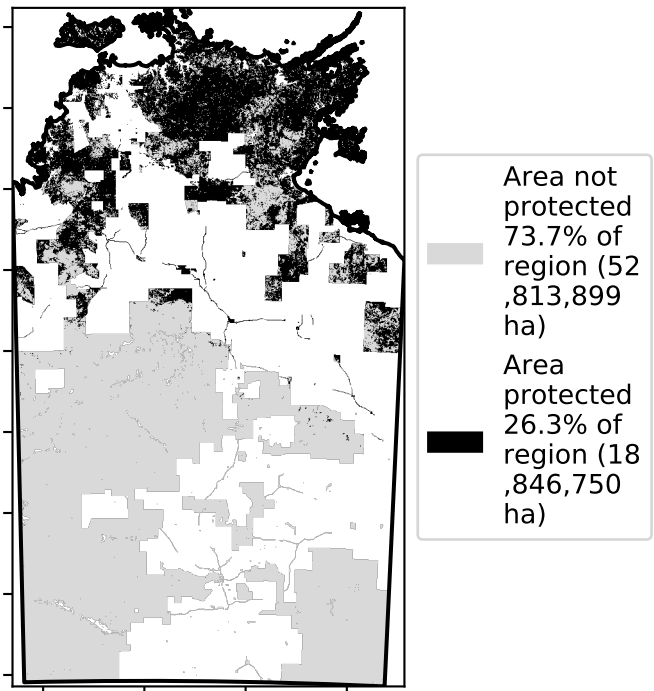 Area not
protected
73.7% of
region (52
,813,899
ha)
Area
protected
26.3% of
region (18
,846,750
ha)